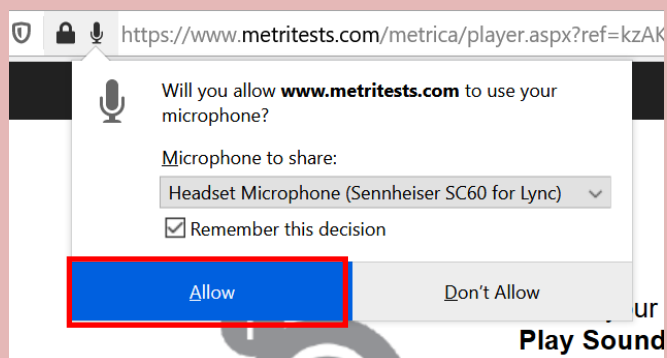 https://www.metritests.com/metrica/player.aspx?ref=kzAK
Will you allow www.metritests.com to use your
microphone?
Microphone to share:
Headset Microphone (Sennheiser SC60 for Lync)
Remember this decision
Allow
Don't Allow
ur
Play Sound